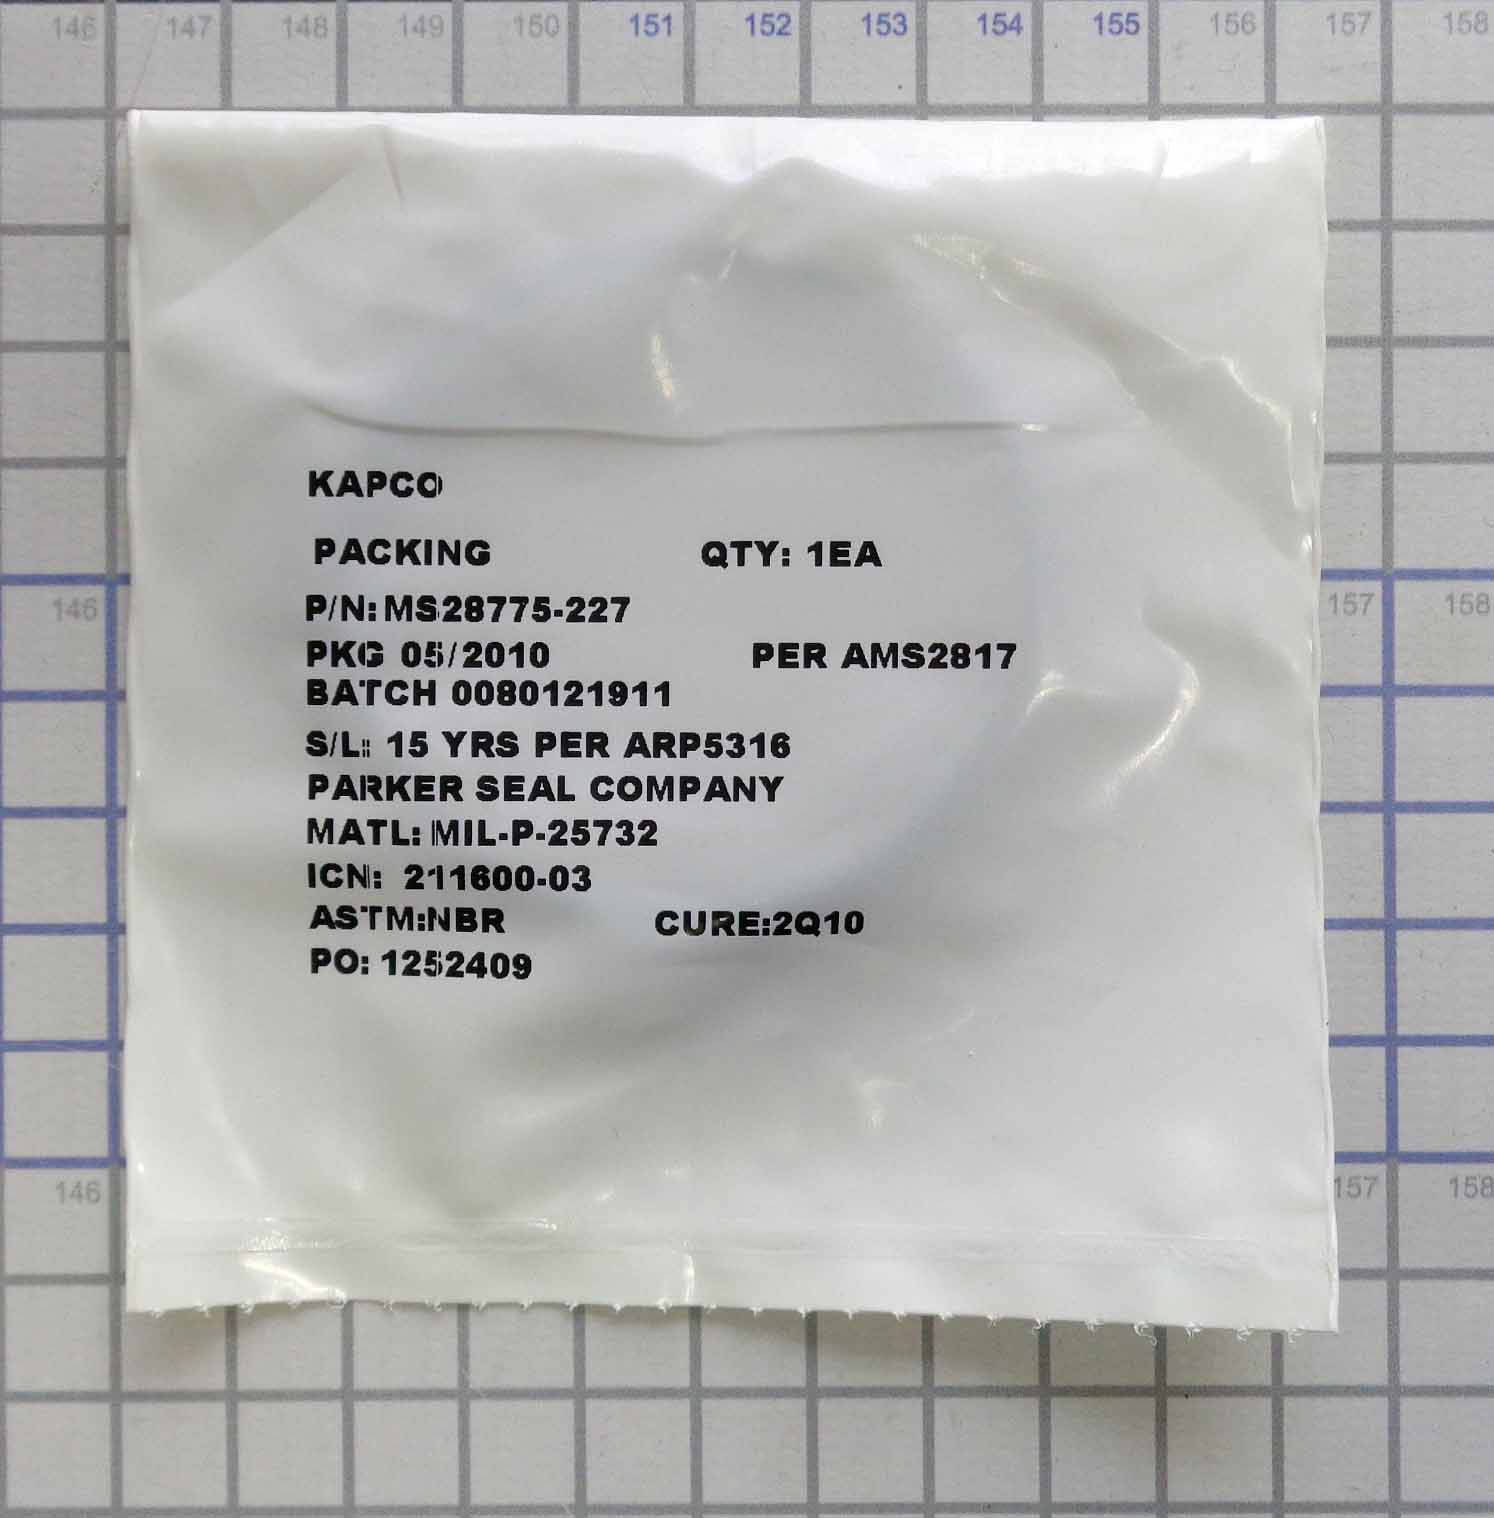 146 147 148 149 150 151 152 153 154 155 156 157 158
KAPCO
PACKING QTY: 1EA
P/N: MS28775-227
PKG 05/2010 PER AMS2817
BATCH 0080121911
S/L: 15 YRS PER ARP5316
PARKER SEAL COMPANY
MATL: MIL-P-25732
ICN: 211600-03
ASTM:NBR CURE:2Q10
PO: 1252409
146 157 158
146 157 158